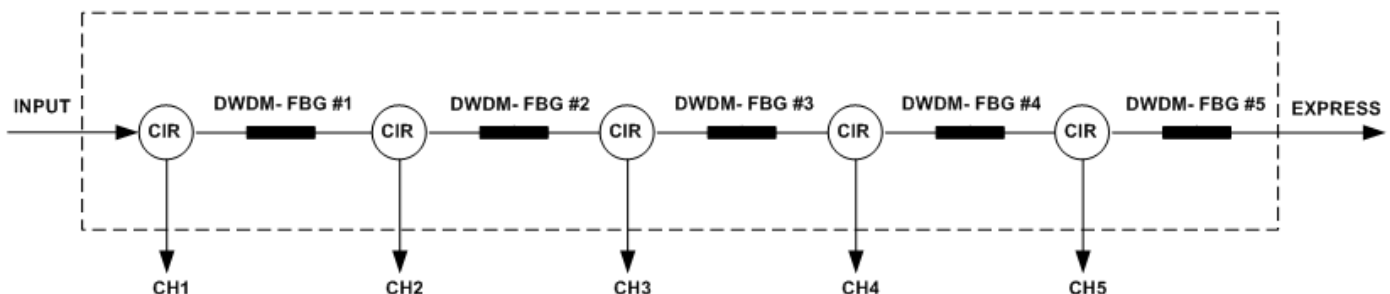 INPUT
CIR
DWDM- FBG #1
CIR
DWDM- FBG #2
CIR
DWDM- FBG #3
CIR
DWDM- FBG #4
CIR
DWDM- FBG #5
EXPRESS
CH1
CH2
CH3
CH4
CH5